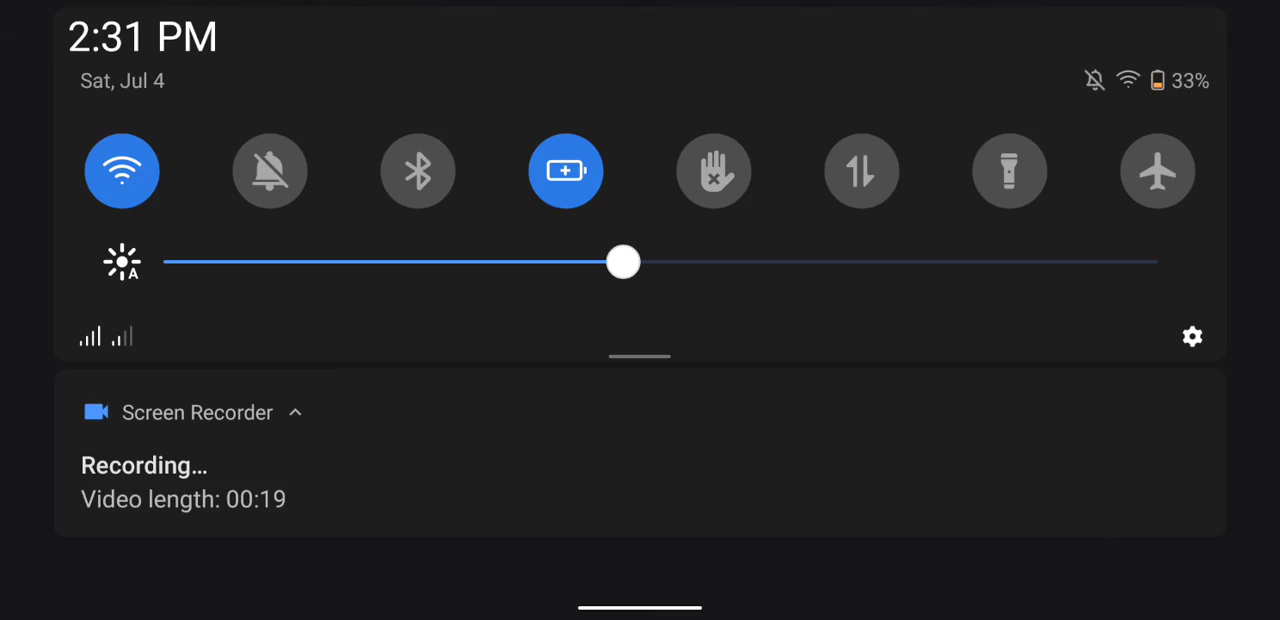 2:31 PM
Sat, Jul 4
33%
A
Screen Recorder
Recording...
Video length: 00:19